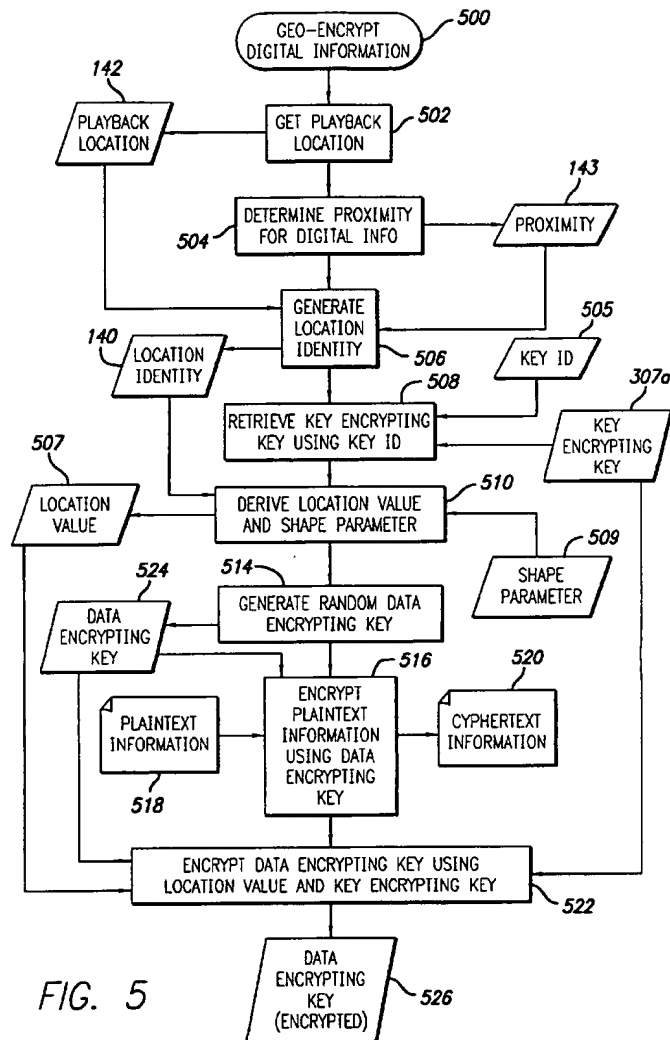 GEO-ENCRYPT
DIGITAL INFORMATION
500
142
PLAYBACK
LOCATION
GET PLAYBACK
LOCATION
502
143
504
DETERMINE PROXIMITY
FOR DIGITAL INFO
PROXIMITY
140
LOCATION
IDENTITY
GENERATE
LOCATION
IDENTITY
506
505
KEY ID
508
307a
RETRIEVE KEY ENCRYPTING
KEY USING KEY ID
KEY
ENCRYPTING
KEY
507
LOCATION
VALUE
DERIVE LOCATION VALUE
AND SHAPE PARAMETER
510
509
SHAPE
PARAMETER
514
524
GENERATE RANDOM DATA
ENCRYPTING KEY
DATA
ENCRYPTING
KEY
516
520
PLAINTEXT
INFORMATION
518
ENCRYPT
PLAINTEXT
INFORMATION
USING DATA
ENCRYPTING
KEY
CYPHERTEXT
INFORMATION
ENCRYPT DATA ENCRYPTING KEY USING
LOCATION VALUE AND KEY ENCRYPTING KEY
522
DATA
ENCRYPTING
KEY
(ENCRYPTED)
526
FIG. 5